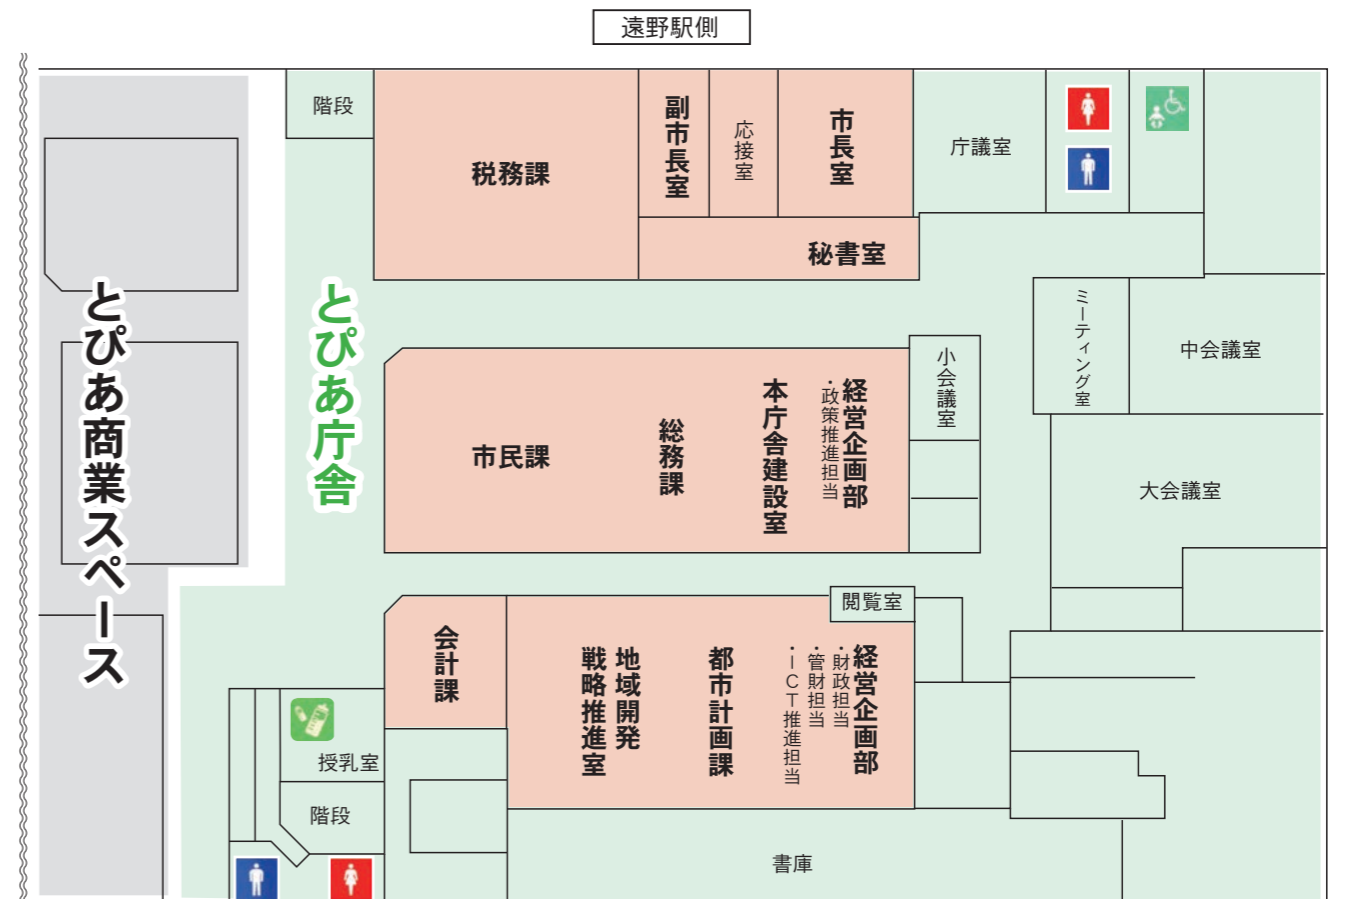 遠野駅側
階段
税務課
副市長室
応接室
市長室
庁議室
秘書室
とぴあ商業スペース
とぴあ庁舎
市民課
総務課
本庁舎建設室
経営企画部
・政策推進担当
小会議室
ミーティング室
中会議室
大会議室
会計課
地域開発
戦略推進室
都市計画課
閲覧室
経営企画部
・財政担当
・管財担当
・ICT推進担当
授乳室
階段
書庫